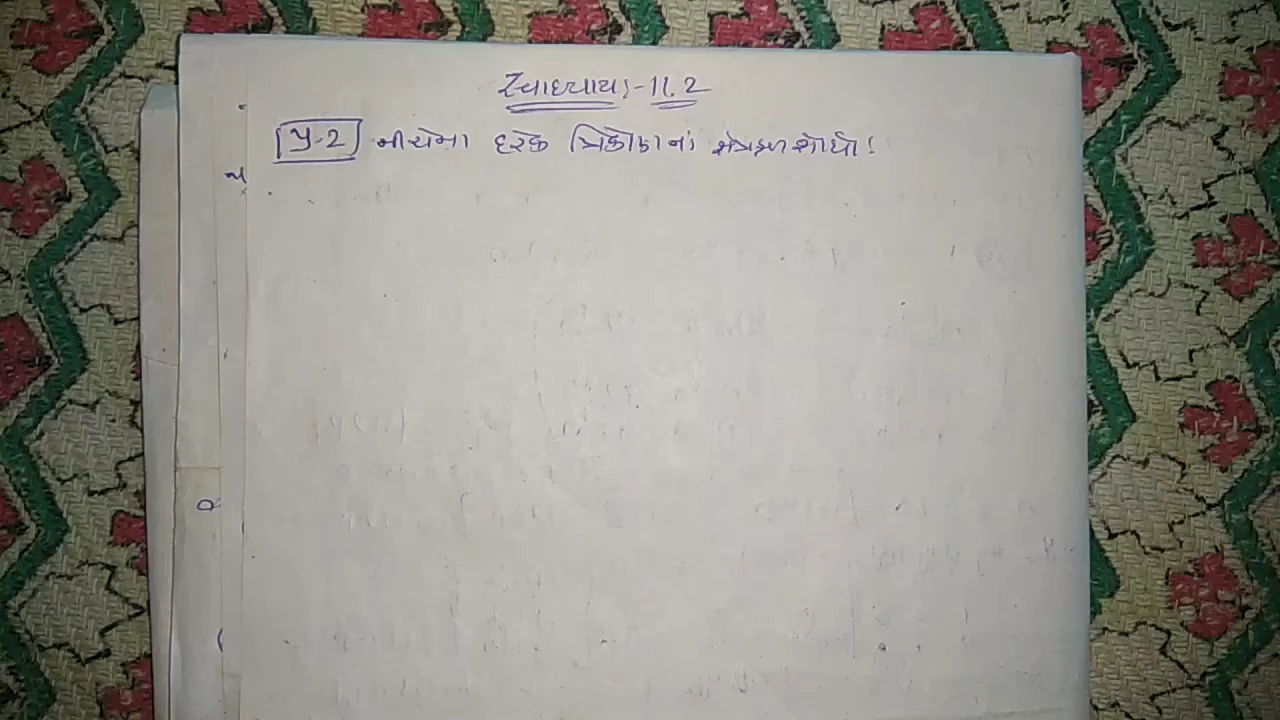 સ્વાધ્યાય:-11.2
પ્ર-2 નીચેના દરેક ત્રિકોણનાં ક્ષેત્રફળ શોધો: